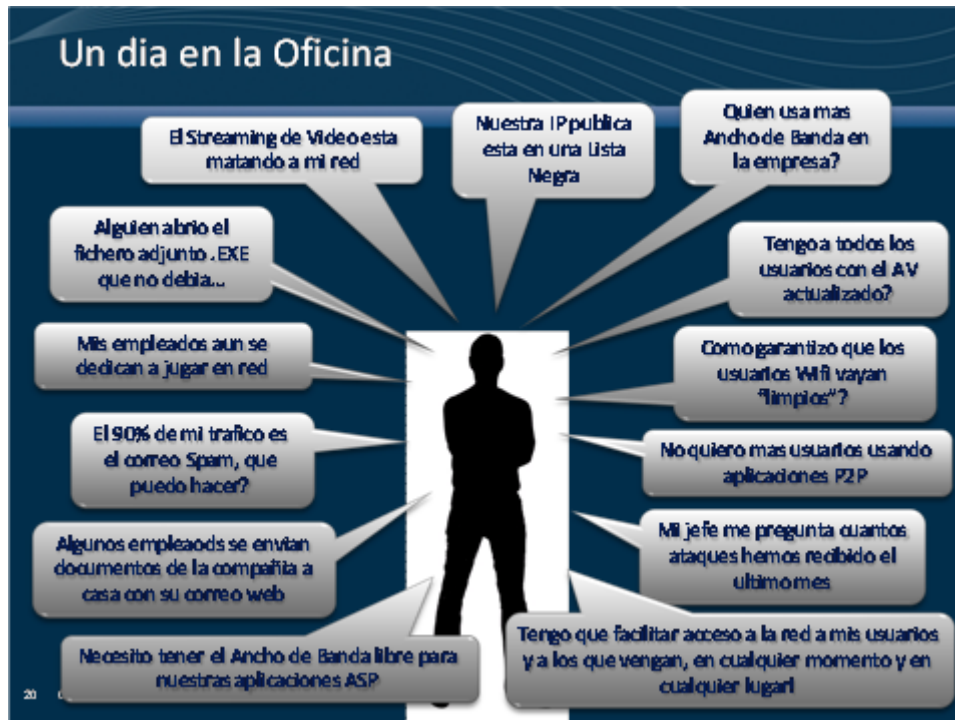 Un dia en la Oficina
El Streaming de Video esta
matando a mi red
Nuestra IP publica
esta en una Lista
Negra
Quien usa mas
Ancho de Banda en
la empresa?
Alguien abrio el
fichero adjunto .EXE
que no debia...
Tengo a todos los
usuarios con el AV
actualizado?
Mis empleados aun se
dedican a jugar en red
Como garantizo que los
usuarios Wifi vayan
"limpios"?
El 90% de mi trafico es
el correo Spam, que
puedo hacer?
No quiero mas usuarios usando
aplicaciones P2P
Algunos empleaods se envian
documentos de la compañia a
casa con su correo web
Mi jefe me pregunta cuantos
ataques hemos recibido el
ultimo mes
Necesito tener el Ancho de Banda libre para
nuestras aplicaciones ASP
Tengo que facilitar acceso a la red a mis usuarios
y a los que vengan, en cualquier momento y en
cualquier lugar!
20